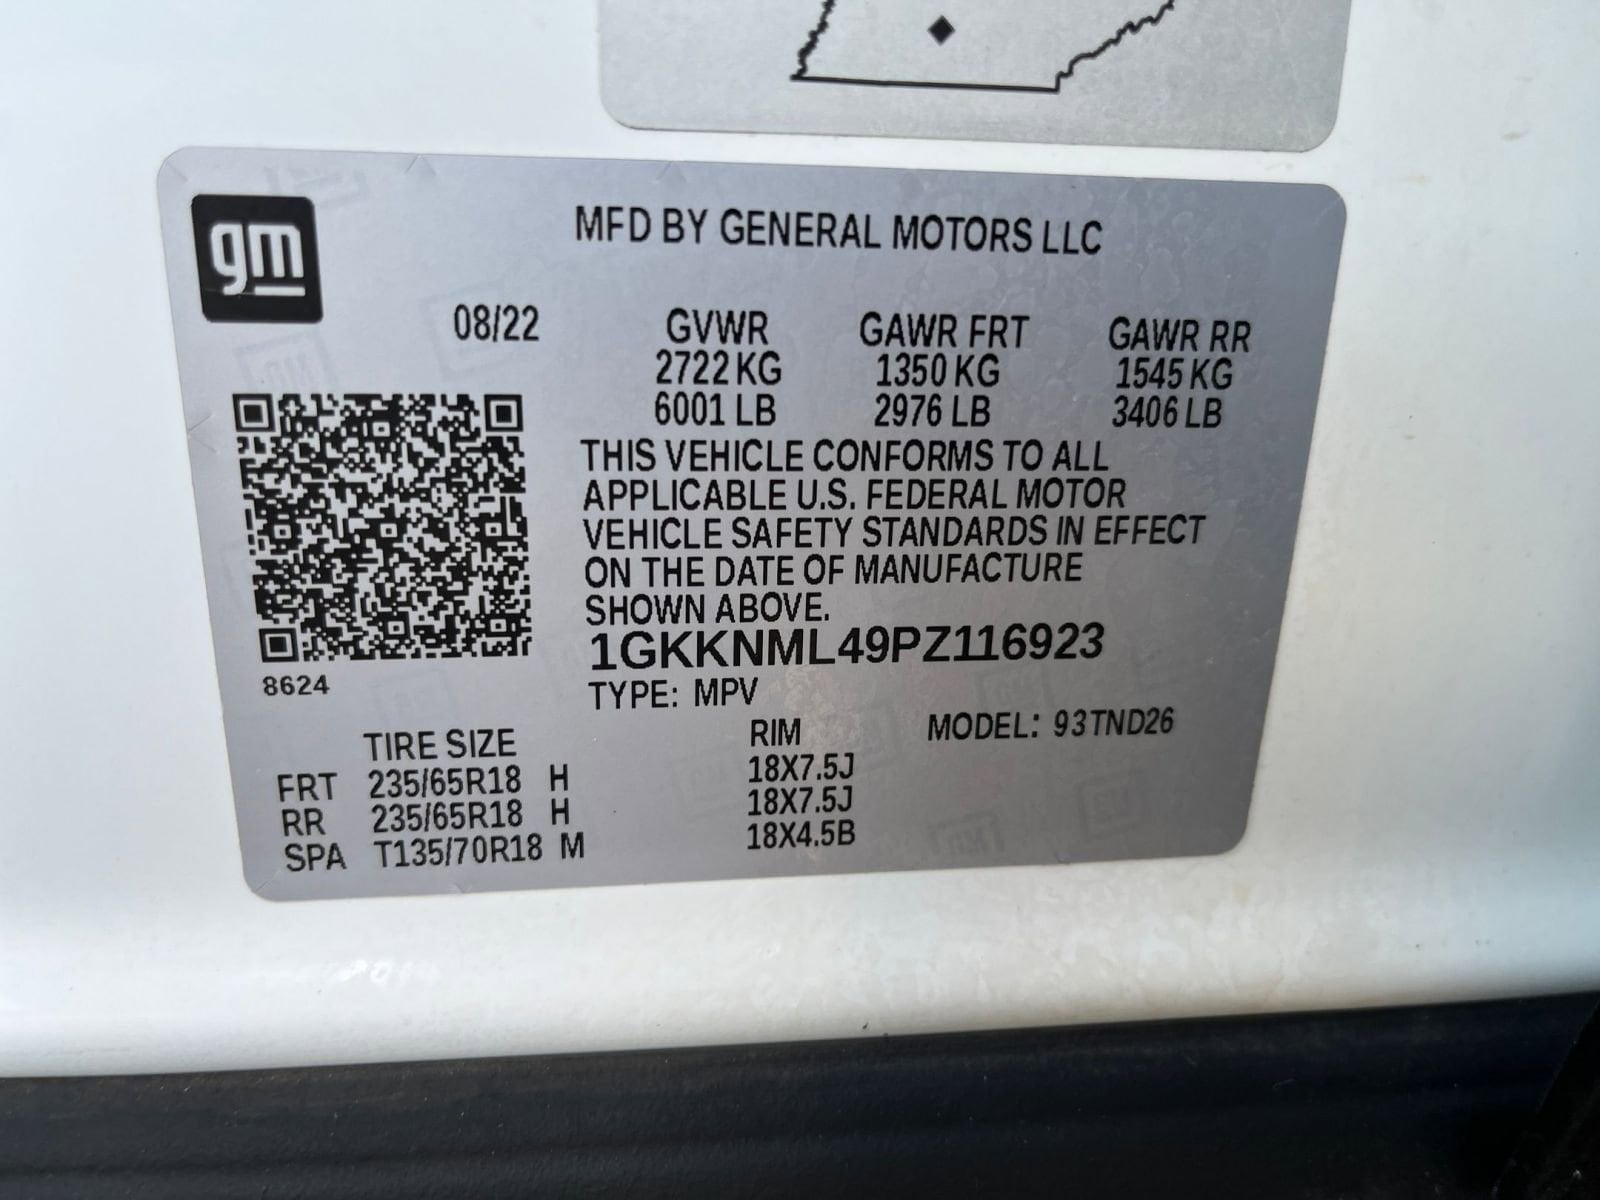 gm
MFD BY GENERAL MOTORS LLC
08/22 GVWR GAWR FRT GAWR RR
2722 KG 1350 KG 1545 KG
6001 LB 2976 LB 3406 LB
THIS VEHICLE CONFORMS TO ALL
APPLICABLE U.S. FEDERAL MOTOR
VEHICLE SAFETY STANDARDS IN EFFECT
ON THE DATE OF MANUFACTURE
SHOWN ABOVE.
1GKKNML49PZ116923
8624
TYPE: MPV
TIRE SIZE RIM MODEL: 93TND26
FRT 235/65R18 H 18X7.5J
RR 235/65R18 H 18X7.5J
SPA T135/70R18 M 18X4.5B